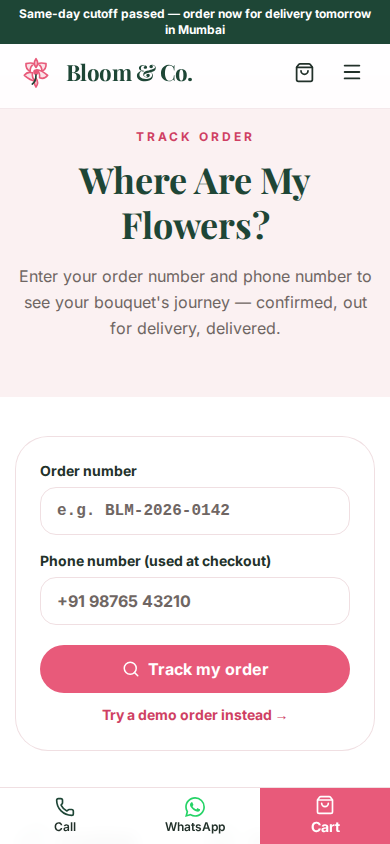 Same-day cutoff passed — order now for delivery tomorrow
in Mumbai
Bloom & Co.
TRACK ORDER
Where Are My
Flowers?
Enter your order number and phone number to
see your bouquet's journey — confirmed, out
for delivery, delivered.
Order number
e.g. BLM-2026-0142
Phone number (used at checkout)
+91 98765 43210
Track my order
Try a demo order instead →
Call
WhatsApp
Cart